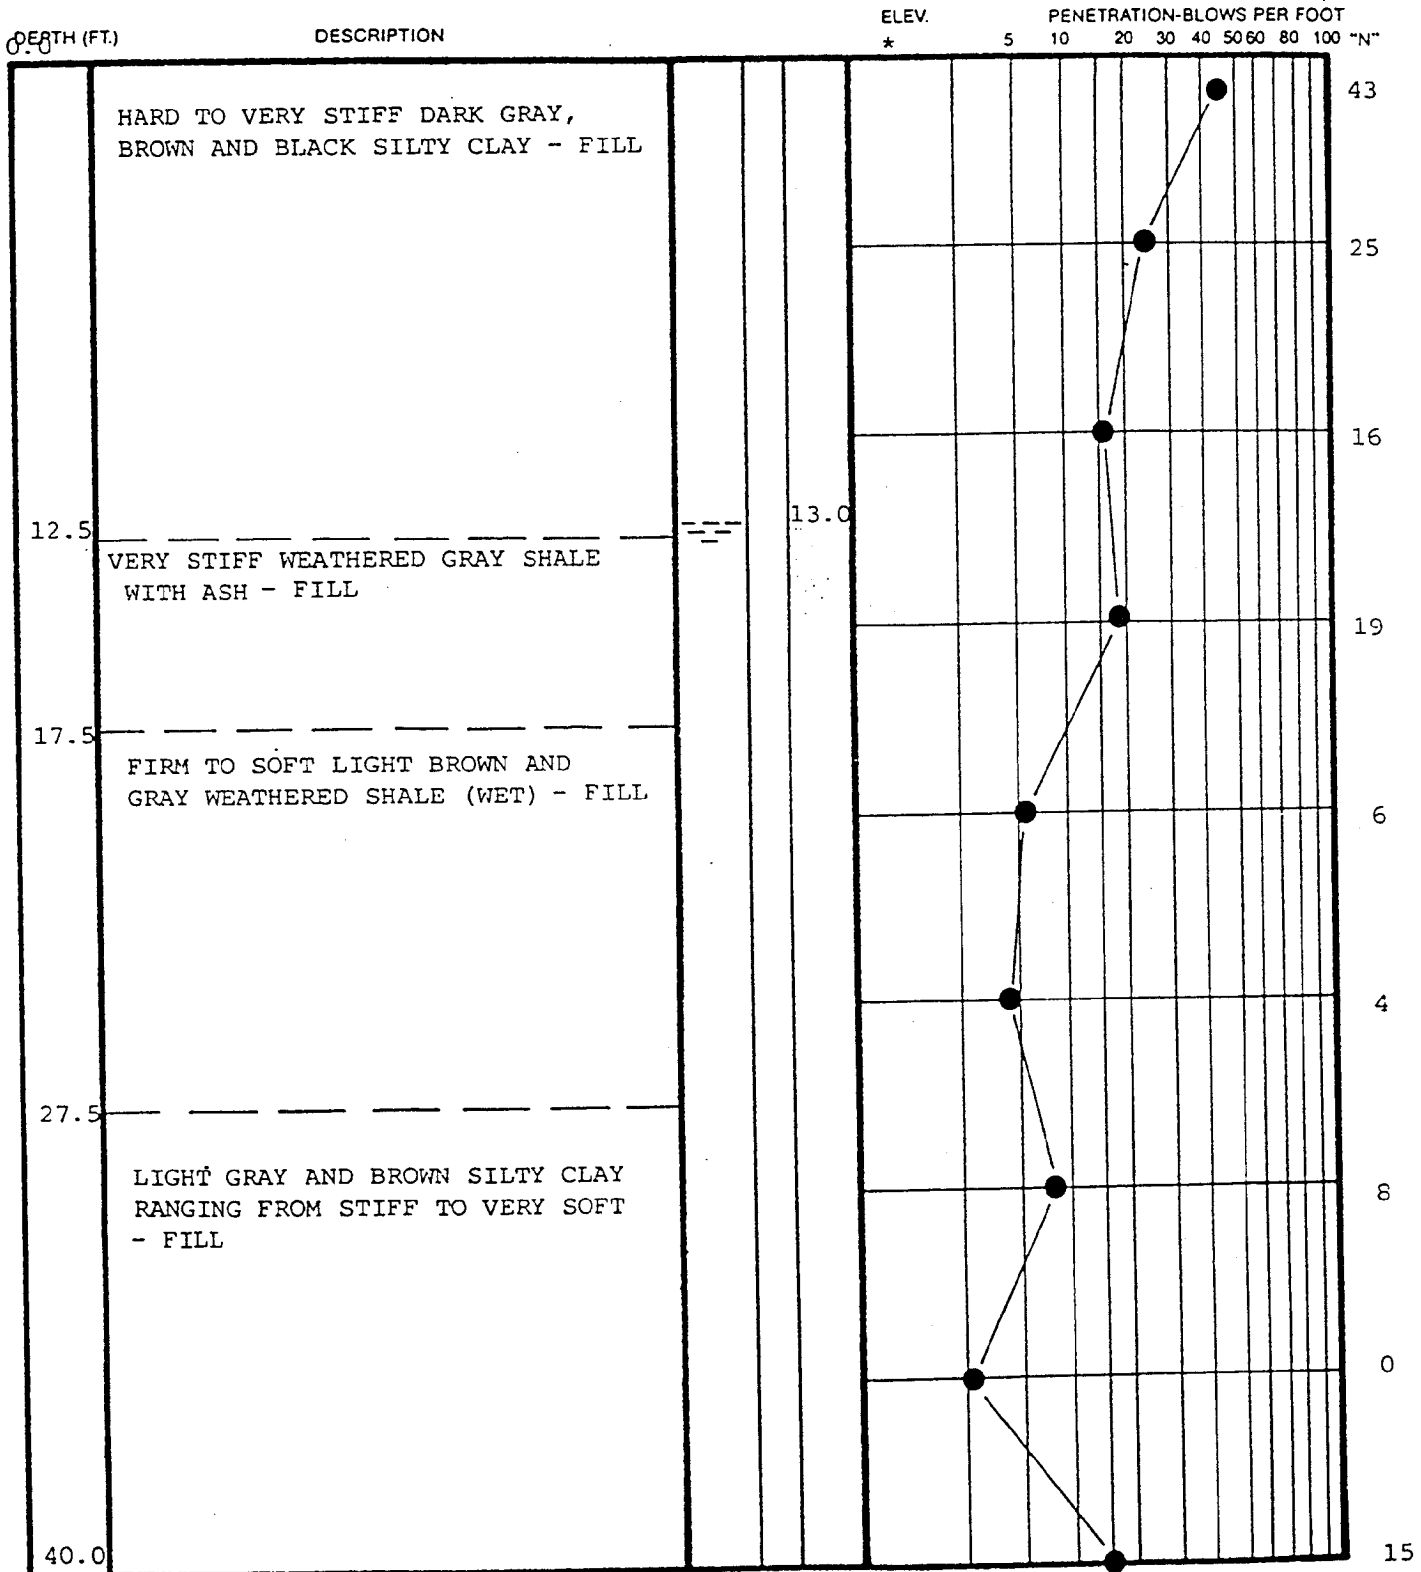 ELEV. PENETRATION-BLOWS PER FOOT
DEPTH (FT.) DESCRIPTION * 5 10 20 30 40 50 60 80 100 "N"
0.0
43
HARD TO VERY STIFF DARK GRAY,
BROWN AND BLACK SILTY CLAY - FILL
25
16
12.5 13.0
VERY STIFF WEATHERED GRAY SHALE
WITH ASH - FILL
19
17.5
FIRM TO SOFT LIGHT BROWN AND
GRAY WEATHERED SHALE (WET) - FILL
6
4
27.5
LIGHT GRAY AND BROWN SILTY CLAY
8
RANGING FROM STIFF TO VERY SOFT
- FILL
0
40.0 15